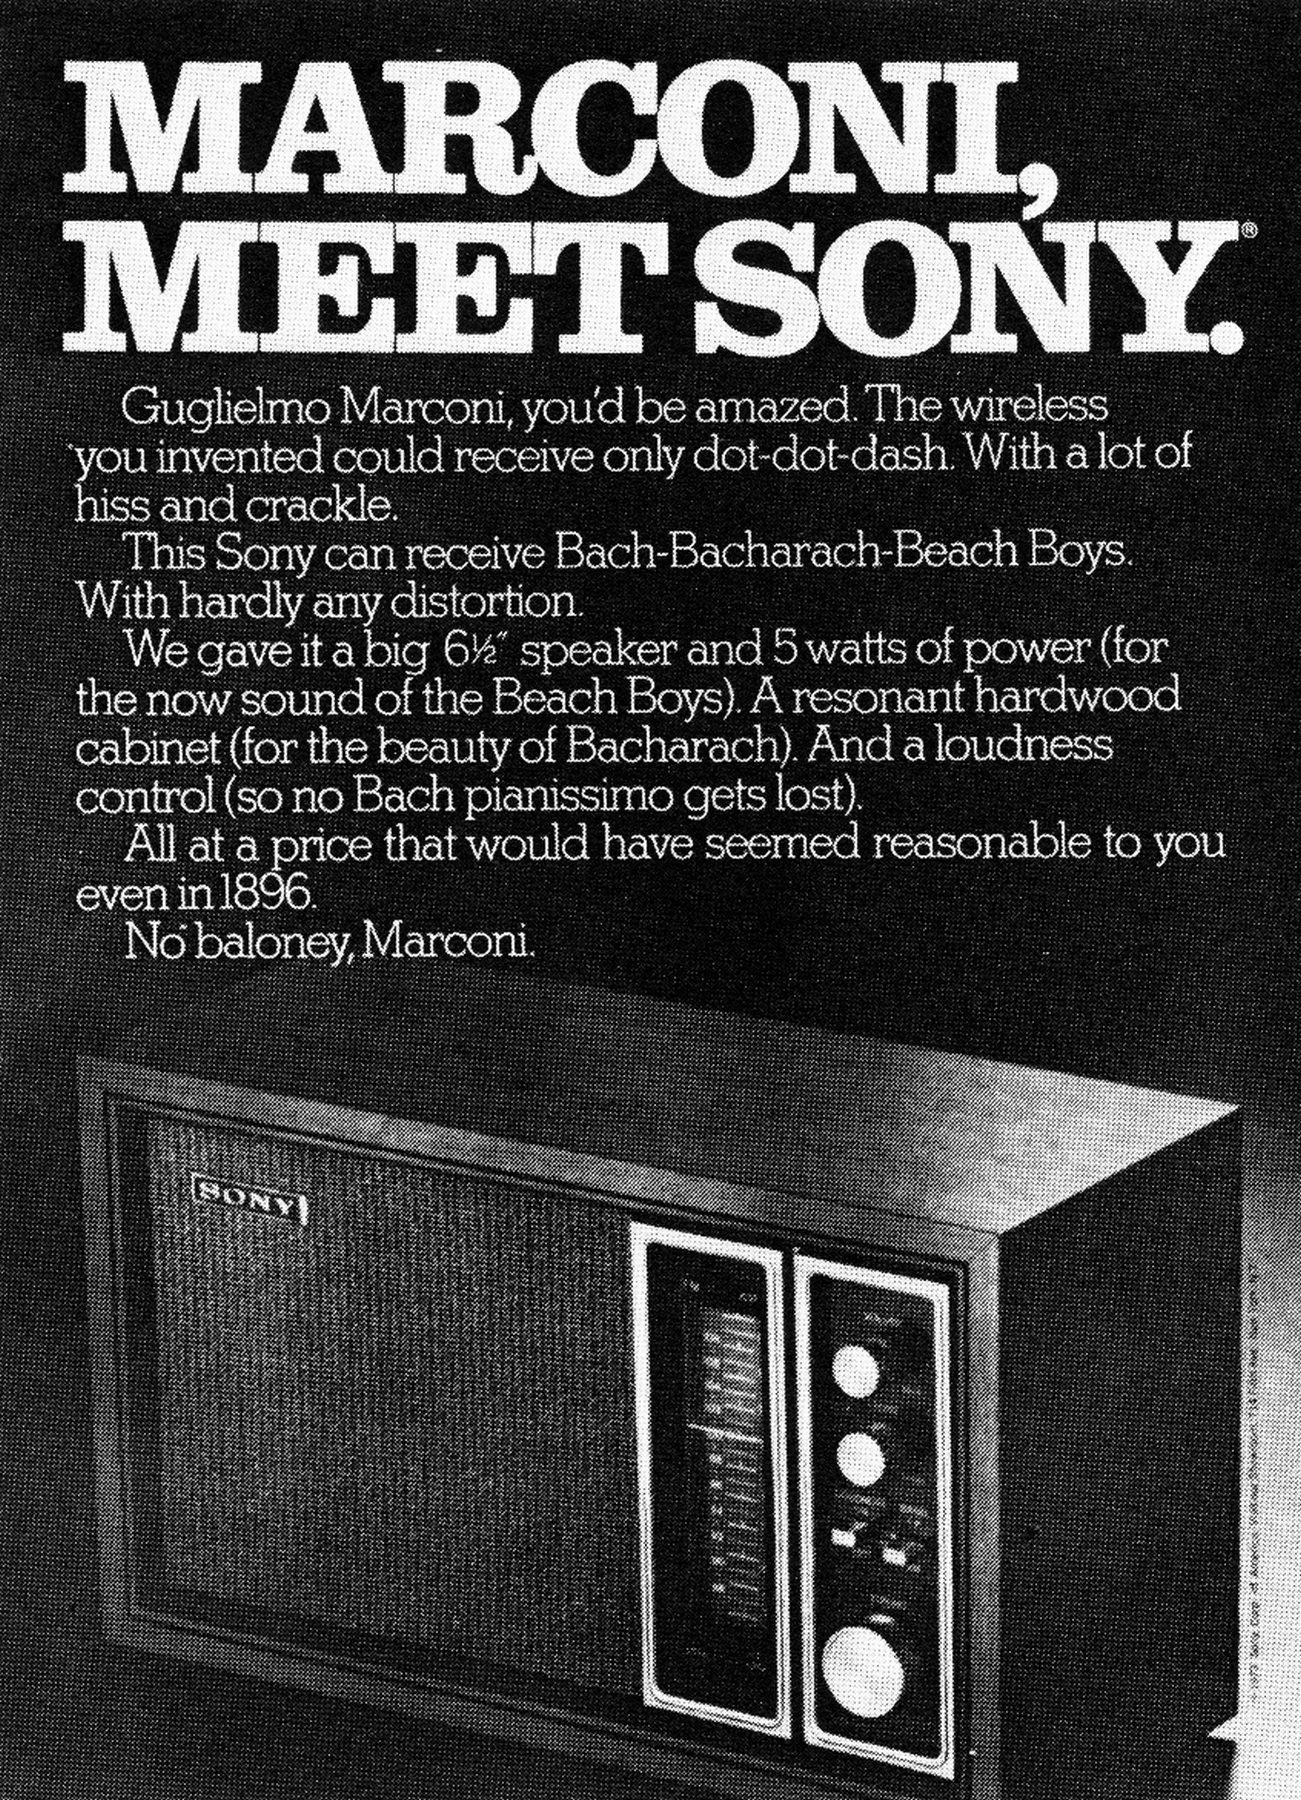 MARCONI,
MEET SONY.®
Guglielmo Marconi, you'd be amazed. The wireless
you invented could receive only dot-dot-dash. With a lot of
hiss and crackle.
This Sony can receive Bach-Bacharach-Beach Boys.
With hardly any distortion.
We gave it a big 6½″ speaker and 5 watts of power (for
the now sound of the Beach Boys). A resonant hardwood
cabinet (for the beauty of Bacharach). And a loudness
control (so no Bach pianissimo gets lost).
All at a price that would have seemed reasonable to you
even in 1896.
No baloney, Marconi.
SONY